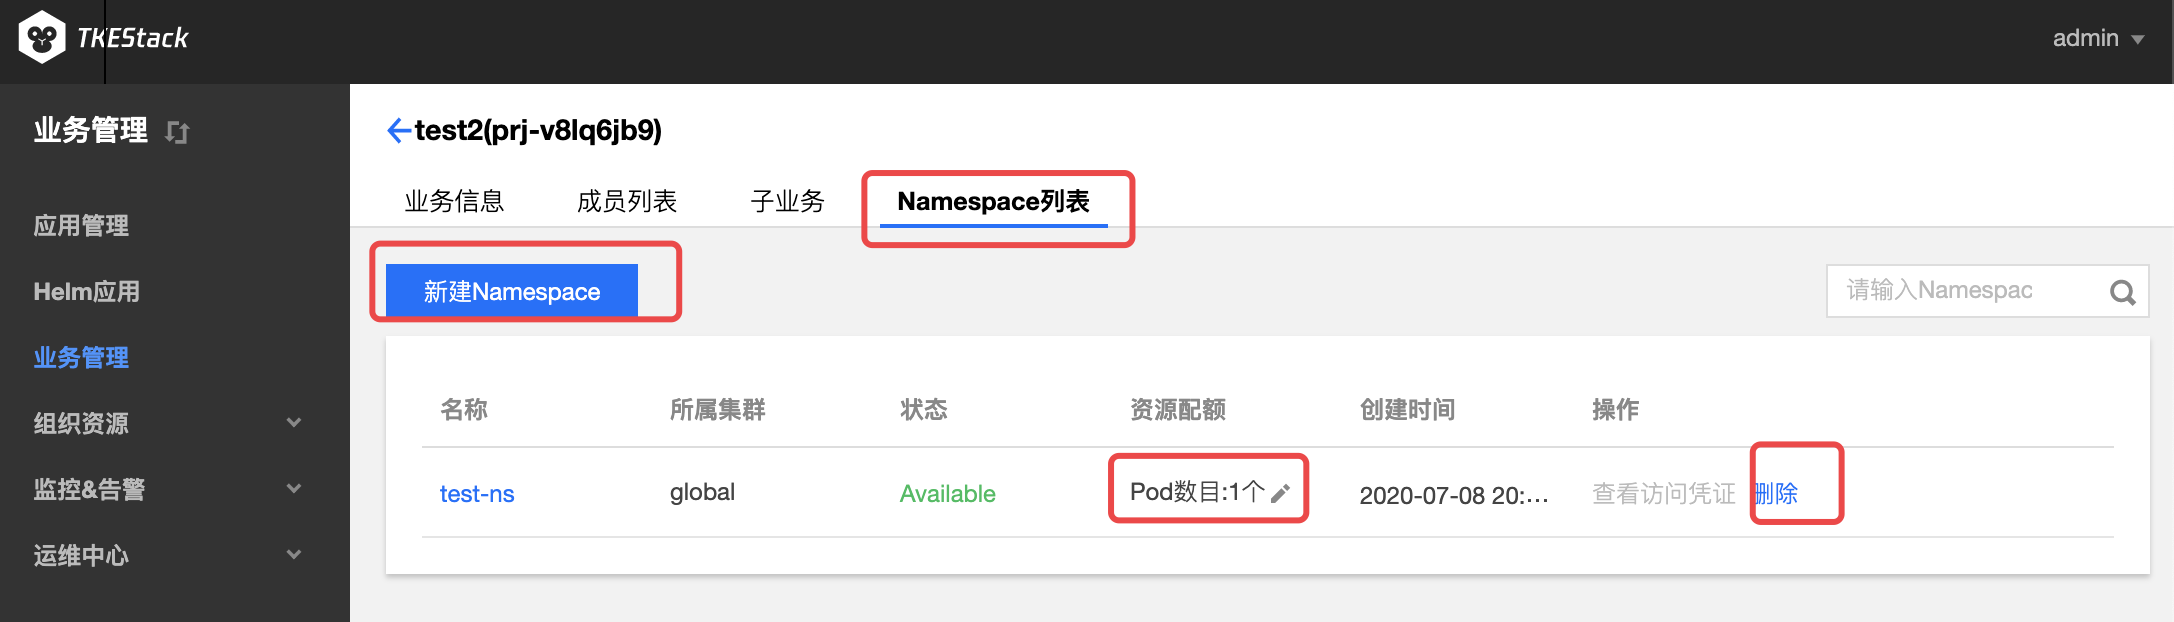 TKEStack
admin
业务管理
应用管理
Helm应用
业务管理
组织资源
监控&告警
运维中心
test2(prj-v8lq6jb9)
业务信息 成员列表 子业务 Namespace列表
新建Namespace
请输入Namespac
名称 所属集群 状态 资源配额 创建时间 操作
test-ns global Available Pod数目:1个 2020-07-08 20:... 查看访问凭证 删除